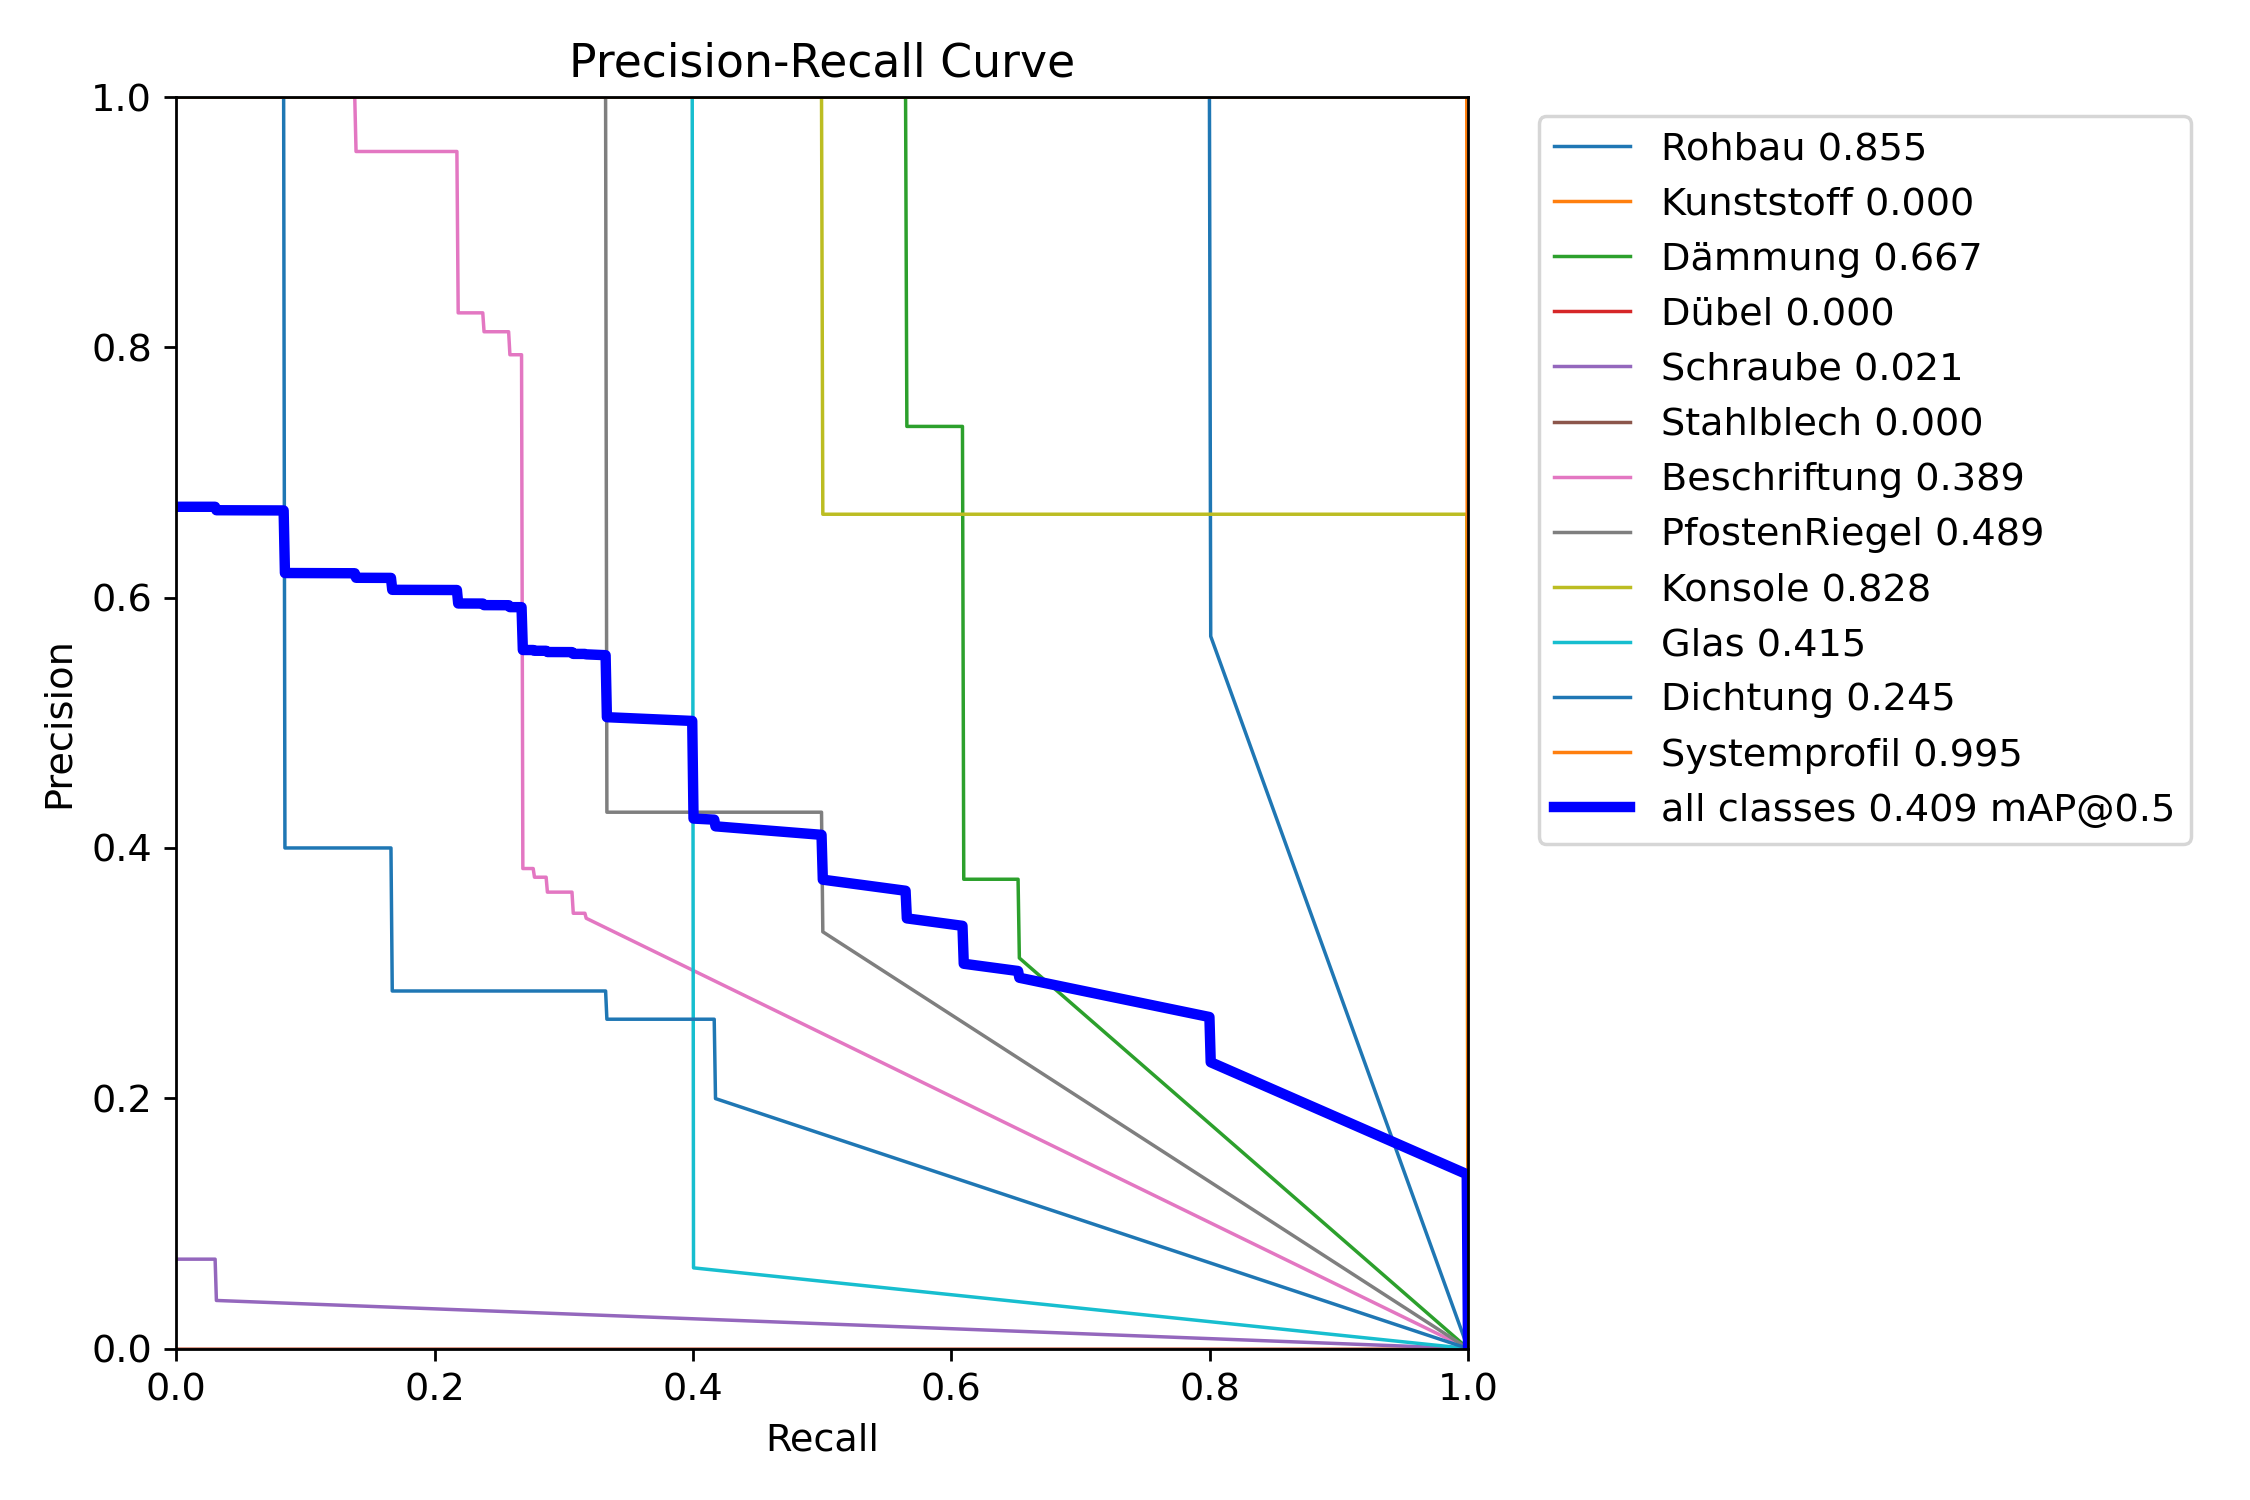 Precision-Recall Curve
1.0
0.8
0.6
0.4
0.2
0.0
Precision
0.0 0.2 0.4 0.6 0.8 1.0
Recall
Rohbau 0.855
Kunststoff 0.000
Dämmung 0.667
Dübel 0.000
Schraube 0.021
Stahlblech 0.000
Beschriftung 0.389
PfostenRiegel 0.489
Konsole 0.828
Glas 0.415
Dichtung 0.245
Systemprofil 0.995
all classes 0.409 mAP@0.5